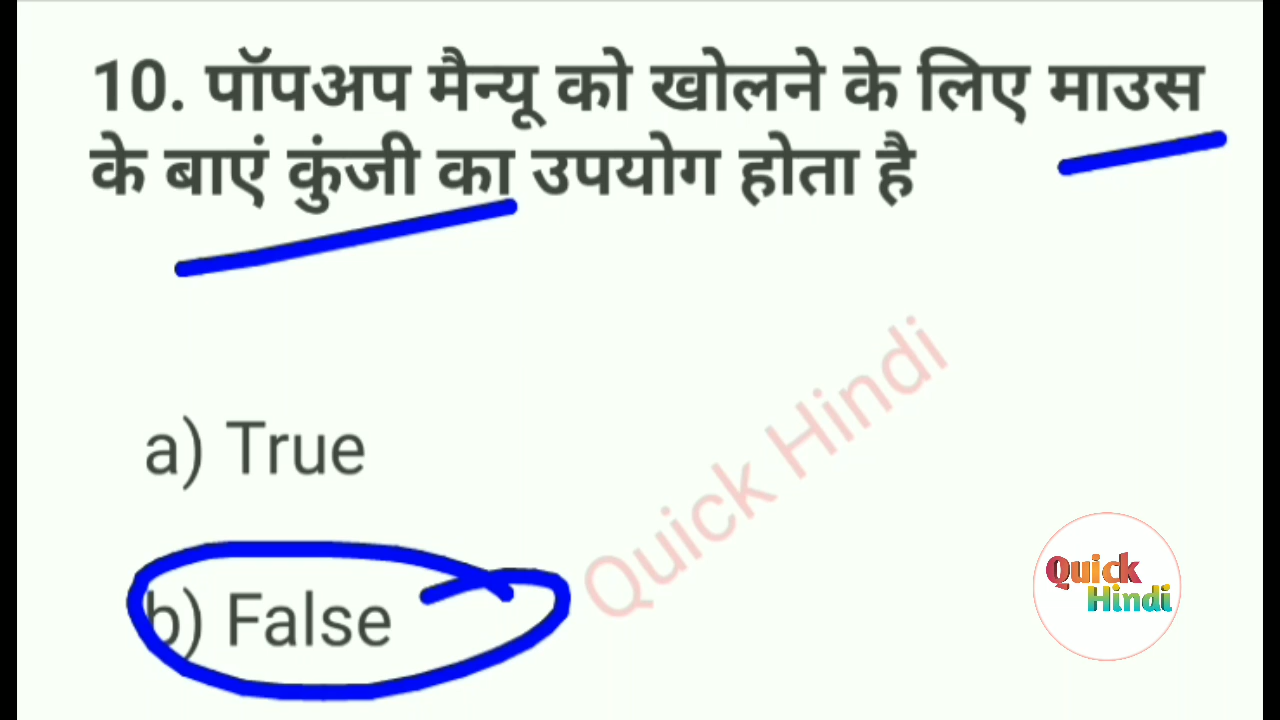 10. पॉपअप मैन्यू को खोलने के लिए माउस
के बाएं कुंजी का उपयोग होता है
a) True
Quick Hindi
b) False
Quick
Hindi